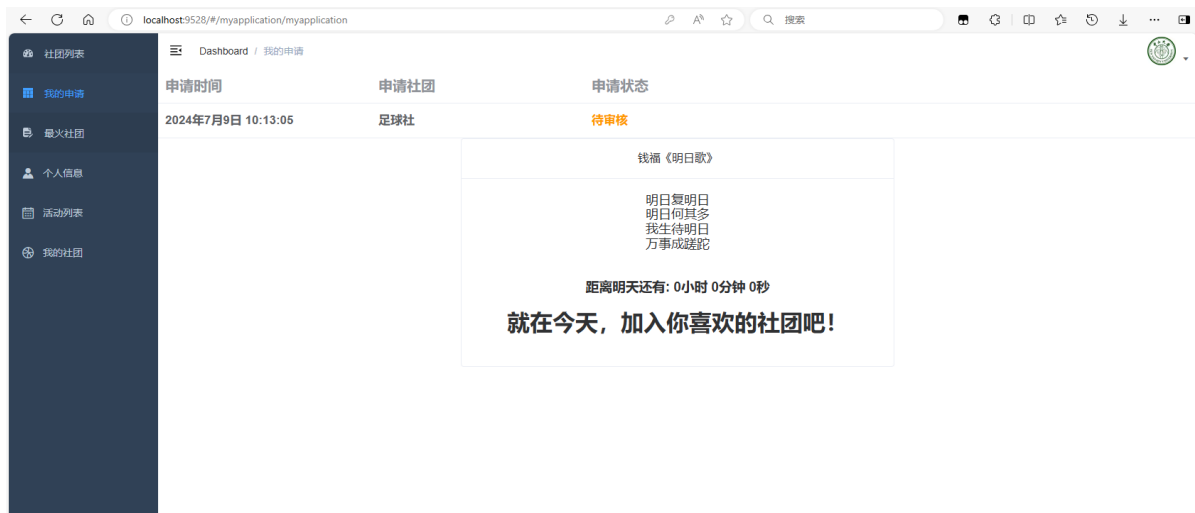 localhost:9528/#/myapplication/myapplication
搜索
社团列表
Dashboard / 我的申请
我的申请
申请时间 申请社团 申请状态
最火社团
2024年7月9日 10:13:05 足球社 待审核
钱福《明日歌》
个人信息
明日复明日
活动列表
明日何其多
我生待明日
万事成蹉跎
我的社团
距离明天还有: 0小时 0分钟 0秒
就在今天，加入你喜欢的社团吧！